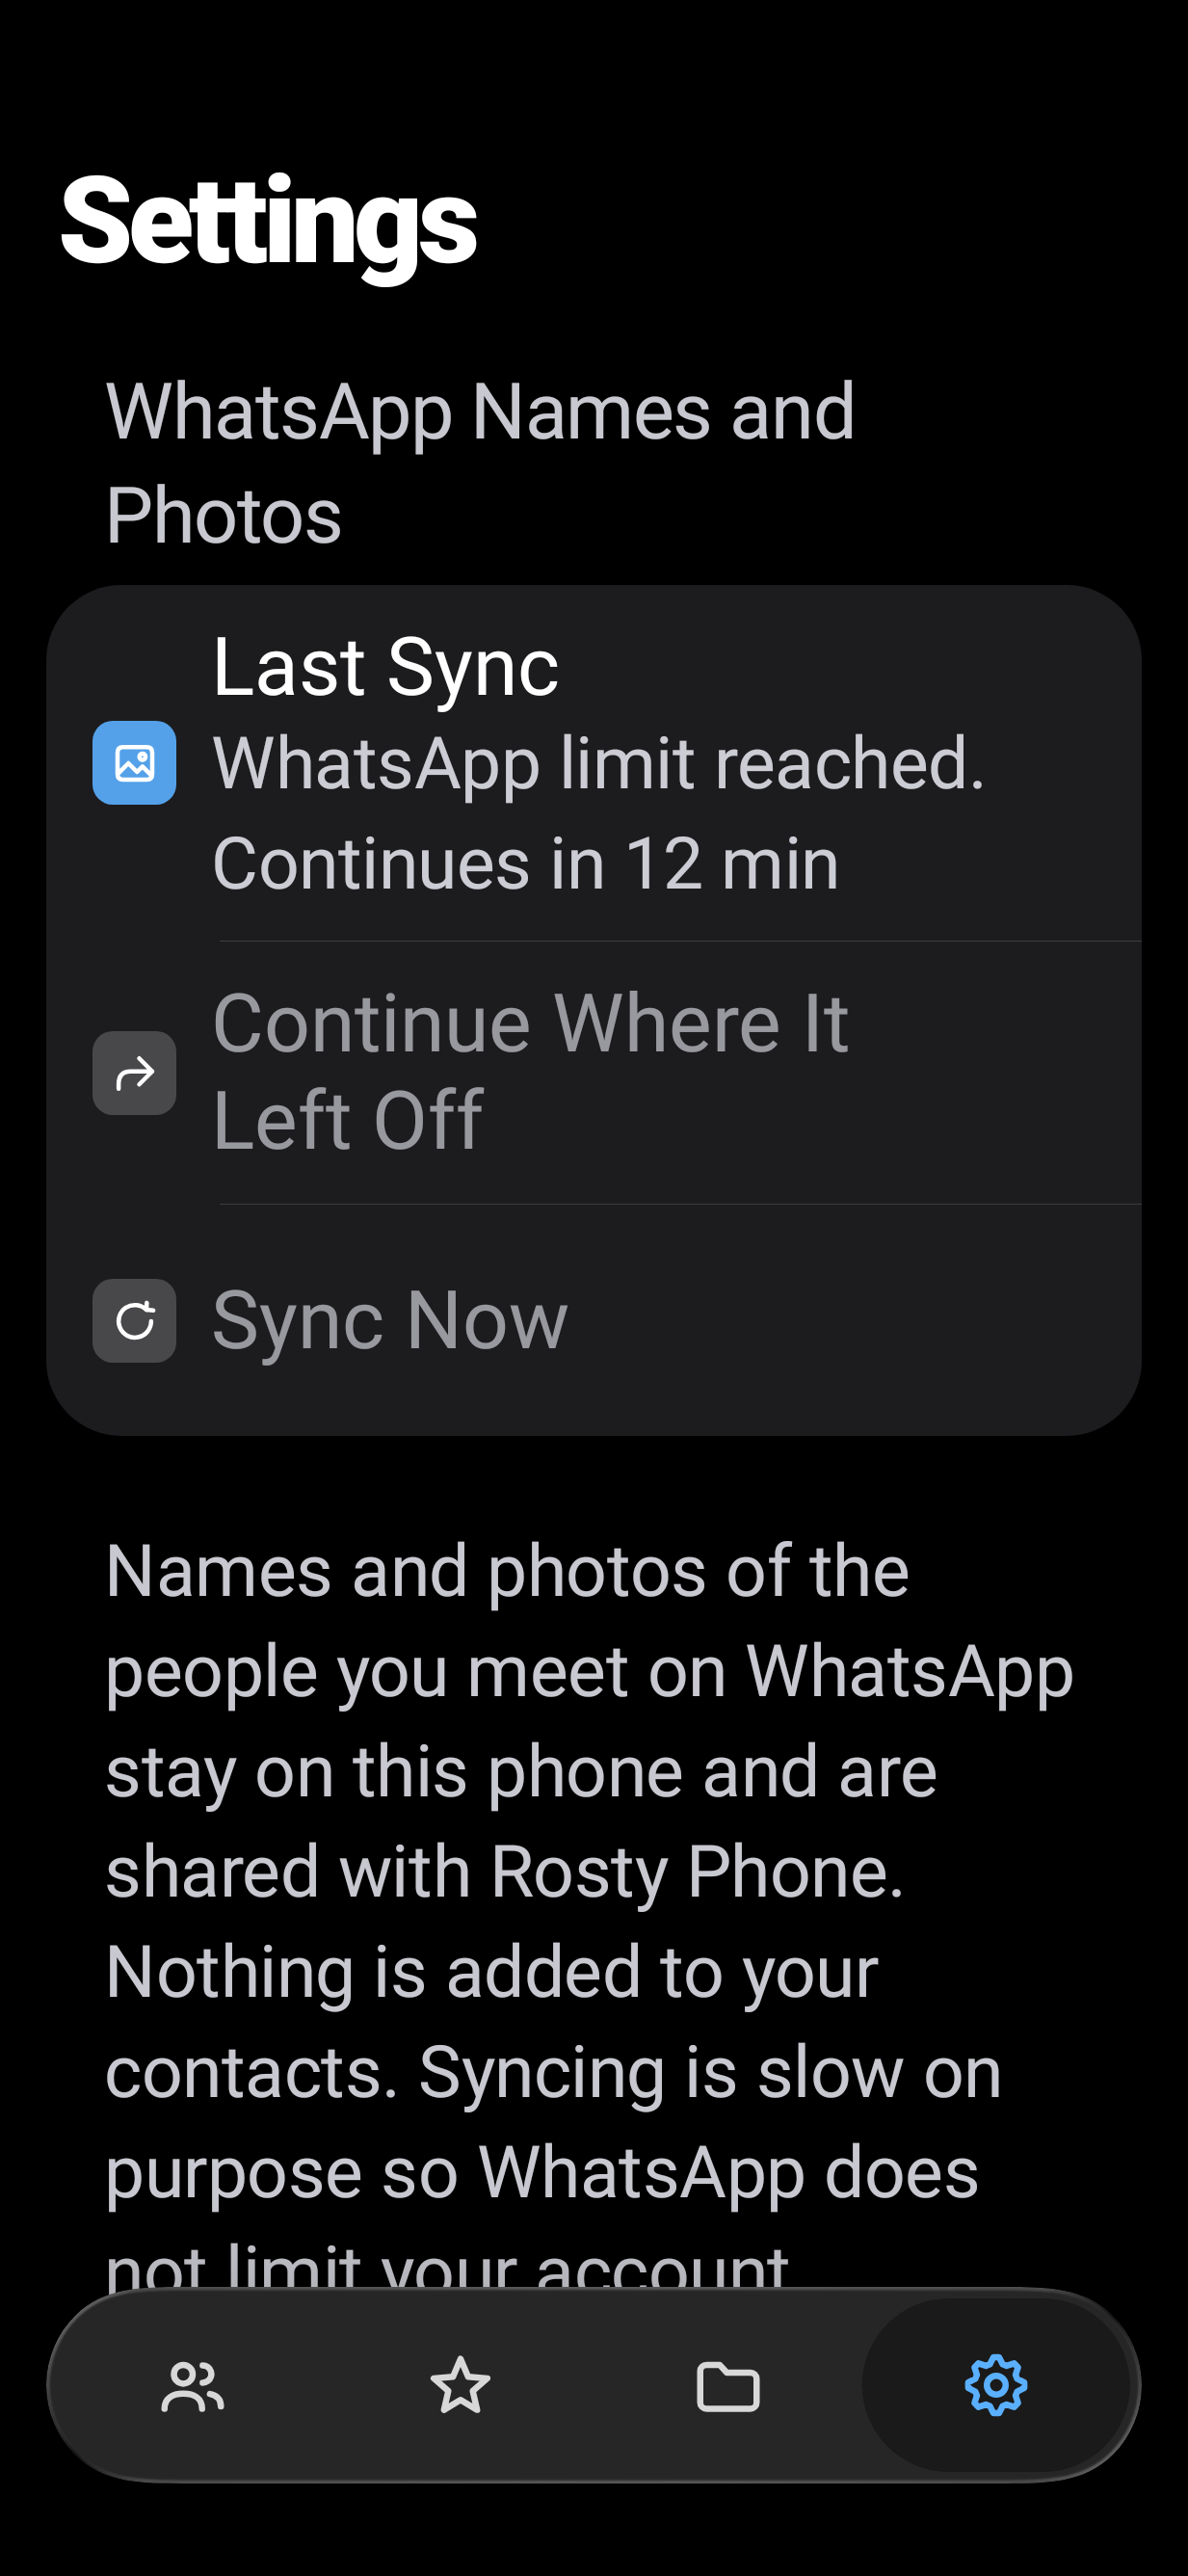 Settings
WhatsApp Names and
Photos
Last Sync
WhatsApp limit reached.
Continues in 12 min
Continue Where It
Left Off
Sync Now
Names and photos of the
people you meet on WhatsApp
stay on this phone and are
shared with Rosty Phone.
Nothing is added to your
contacts. Syncing is slow on
purpose so WhatsApp does
not limit your account